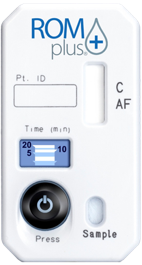 ROM
plus®
+
Pt. ID
C
AF
Time (min)
20
5 10
Press
Sample